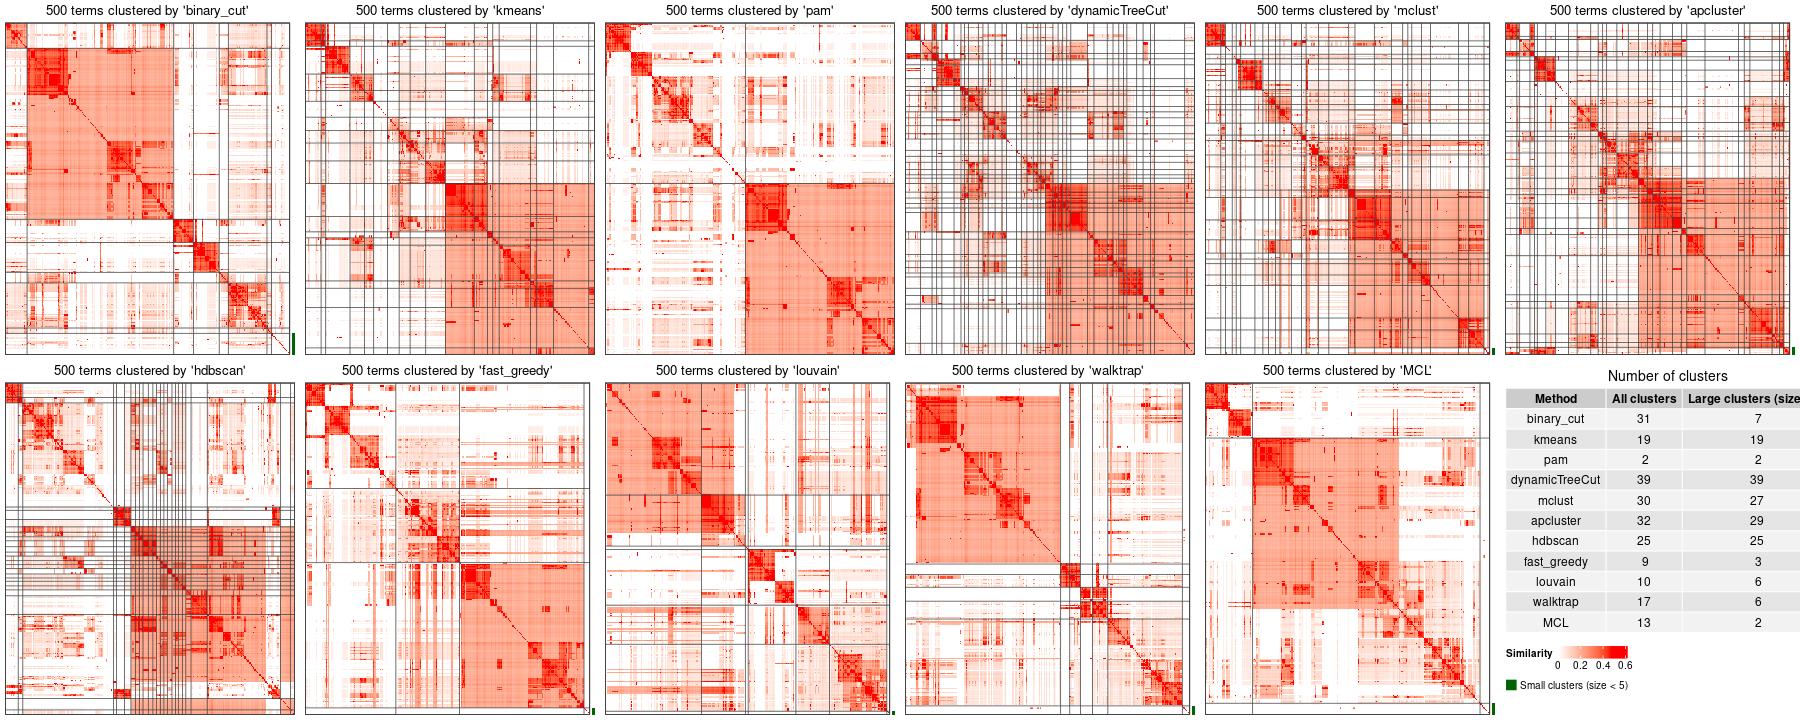 500 terms clustered by 'binary_cut'
500 terms clustered by 'kmeans'
500 terms clustered by 'pam'
500 terms clustered by 'dynamicTreeCut'
500 terms clustered by 'mclust'
500 terms clustered by 'apcluster'
500 terms clustered by 'hdbscan'
500 terms clustered by 'fast_greedy'
500 terms clustered by 'louvain'
500 terms clustered by 'walktrap'
500 terms clustered by 'MCL'
Number of clusters
Method All clusters Large clusters (size
binary_cut 31 7
kmeans 19 19
pam 2 2
dynamicTreeCut 39 39
mclust 30 27
apcluster 32 29
hdbscan 25 25
fast_greedy 9 3
louvain 10 6
walktrap 17 6
MCL 13 2
Similarity
0 0.2 0.4 0.6
Small clusters (size < 5)